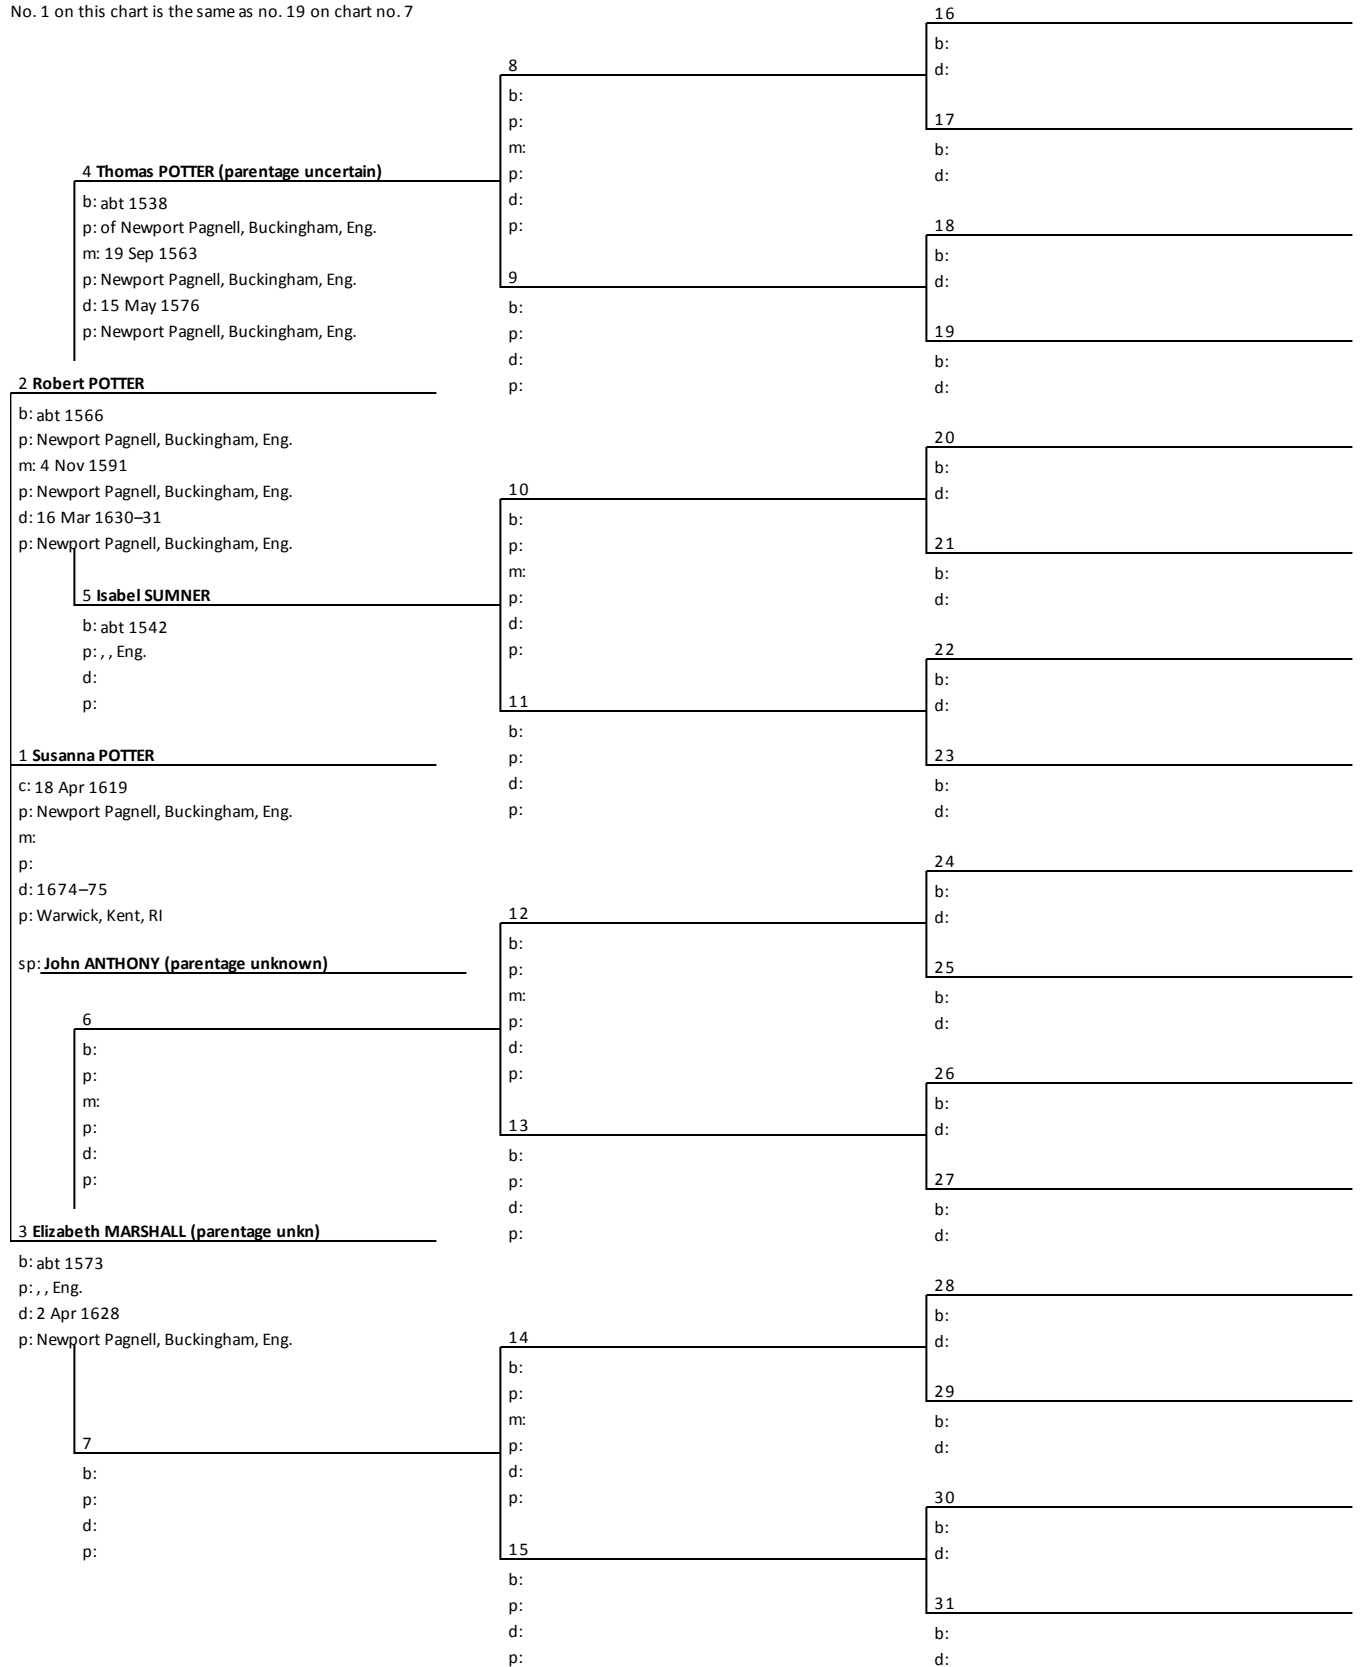 No. 1 on this chart is the same as no. 19 on chart no. 7
4 Thomas POTTER (parentage uncertain)
b: abt 1538
p: of Newport Pagnell, Buckingham, Eng.
m: 19 Sep 1563
p: Newport Pagnell, Buckingham, Eng.
d: 15 May 1576
p: Newport Pagnell, Buckingham, Eng.
2 Robert POTTER
b: abt 1566
p: Newport Pagnell, Buckingham, Eng.
m: 4 Nov 1591
p: Newport Pagnell, Buckingham, Eng.
d: 16 Mar 1630–31
p: Newport Pagnell, Buckingham, Eng.
5 Isabel SUMNER
b: abt 1542
p: , , Eng.
d:
p:
1 Susanna POTTER
c: 18 Apr 1619
p: Newport Pagnell, Buckingham, Eng.
m:
p:
d: 1674–75
p: Warwick, Kent, RI
sp: John ANTHONY (parentage unknown)
6
b:
p:
m:
p:
d:
p:
3 Elizabeth MARSHALL (parentage unkn)
b: abt 1573
p: , , Eng.
d: 2 Apr 1628
p: Newport Pagnell, Buckingham, Eng.
7
b:
p:
d:
p:
8
b:
p:
m:
p:
d:
p:
9
b:
p:
d:
p:
10
b:
p:
m:
p:
d:
p:
11
b:
p:
d:
p:
12
b:
p:
m:
p:
d:
p:
13
b:
p:
d:
p:
14
b:
p:
m:
p:
d:
p:
15
b:
p:
d:
p:
16
b:
d:
17
b:
d:
18
b:
d:
19
b:
d:
20
b:
d:
21
b:
d:
22
b:
d:
23
b:
d:
24
b:
d:
25
b:
d:
26
b:
d:
27
b:
d:
28
b:
d:
29
b:
d:
30
b:
d:
31
b:
d: